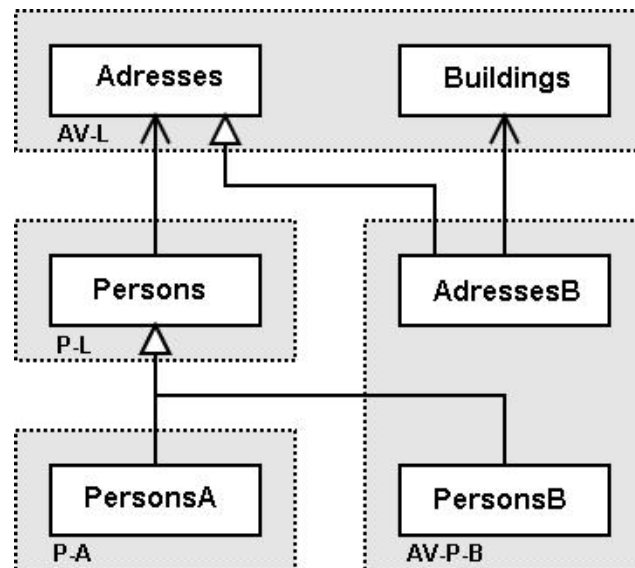 Adresses
Buildings
AV-L
Persons
AdressesB
P-L
PersonsA
PersonsB
P-A
AV-P-B